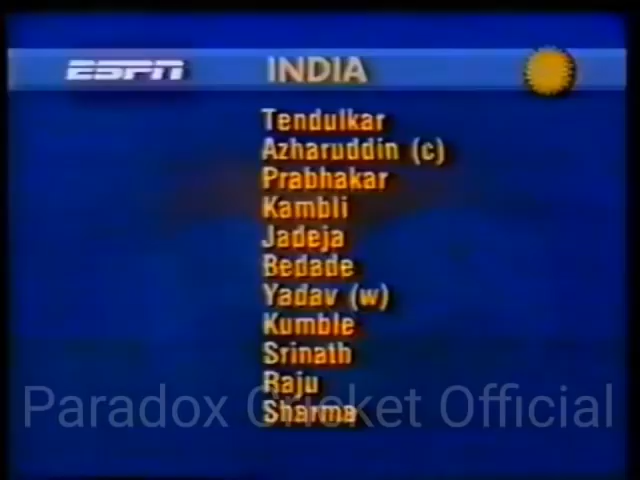 ESPN INDIA
Tendulkar
Azharuddin (c)
Prabhakar
Kambli
Jadeja
Bedade
Yadav (w)
Kumble
Srinath
Raju
Sharma
Paradox Cricket Official